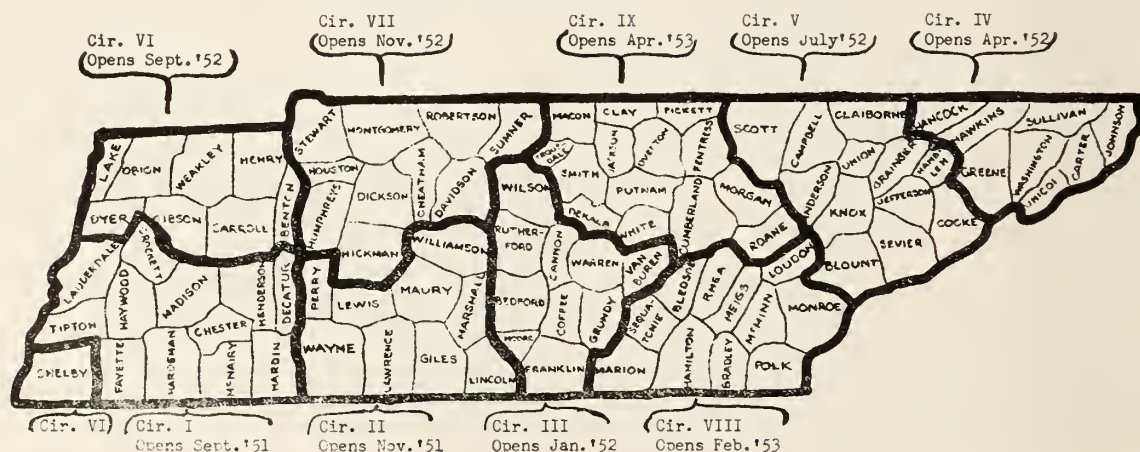 Cir. VII
Opens Nov.'52
Cir. IX
Opens Apr.'53
Cir. V
Opens July'52
Cir. IV
Opens Apr.'52
Cir. VI
Opens Sept.'52
LAKE
OBION
WEAKLEY
HENRY
BENTON
DYER
GIBSON
CARROLL
STEWART
MONTGOMERY
ROBERTSON
SUMNER
HOUSTON
HUMPHREYS
DICKSON
CHEATHAM
DAVIDSON
HICKMAN
MACON
CLAY
PICKETT
JACKSON
OVERTON
FENTRESS
SMITH
PUTNAM
DEKALB
WHITE
CUMBERLAND
MORGAN
ROANE
SCOTT
CAMPBELL
CLAIBORNE
UNION
ANDERSON
GRAINGER
HAMB
LEN
JEFFERSON
KNOX
SEVIER
COCKE
BLOUNT
HANCOCK
HAWKINS
SULLIVAN
GREENE
WASHINGTON
UNICOI
CARTER
JOHNSON
LAUDERDALE
CROCKETT
HAYWOOD
MADISON
HENDERSON
DECATUR
TIPTON
CHESTER
SHELBY
FAYETTE
HARDEMAN
MCNAIRY
HARDIN
PERRY
LEWIS
WILLIAMSON
MAURY
MARSHALL
WAYNE
LAWRENCE
GILES
LINCOLN
WILSON
RUTHER-
FORD
CANNON
WARREN
VAN
BUREN
BEDFORD
COFFEE
GRUNDY
MOORE
FRANKLIN
SEQUA-
TCHIE
BLEDSOE
RHEA
MEIGS
MCMINN
LOUDON
MONROE
MARION
HAMILTON
BRADLEY
POLK
Cir. VI
Cir. I
Opens Sept.'51
Cir. II
Opens Nov.'51
Cir. III
Opens Jan.'52
Cir. VIII
Opens Feb.'53